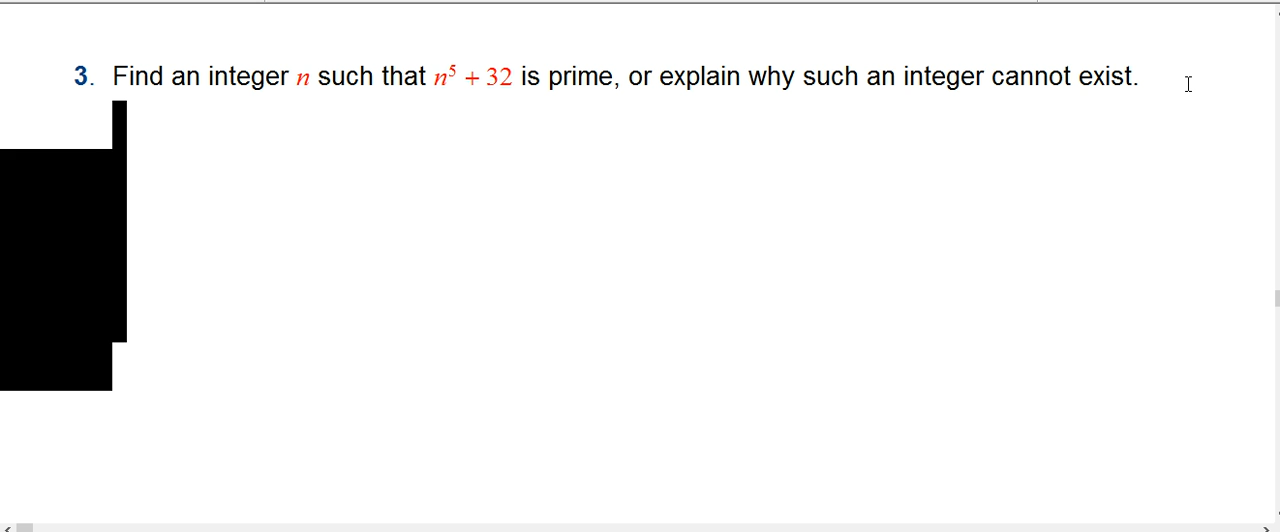 3. Find an integer n such that n⁵ + 32 is prime, or explain why such an integer cannot exist.